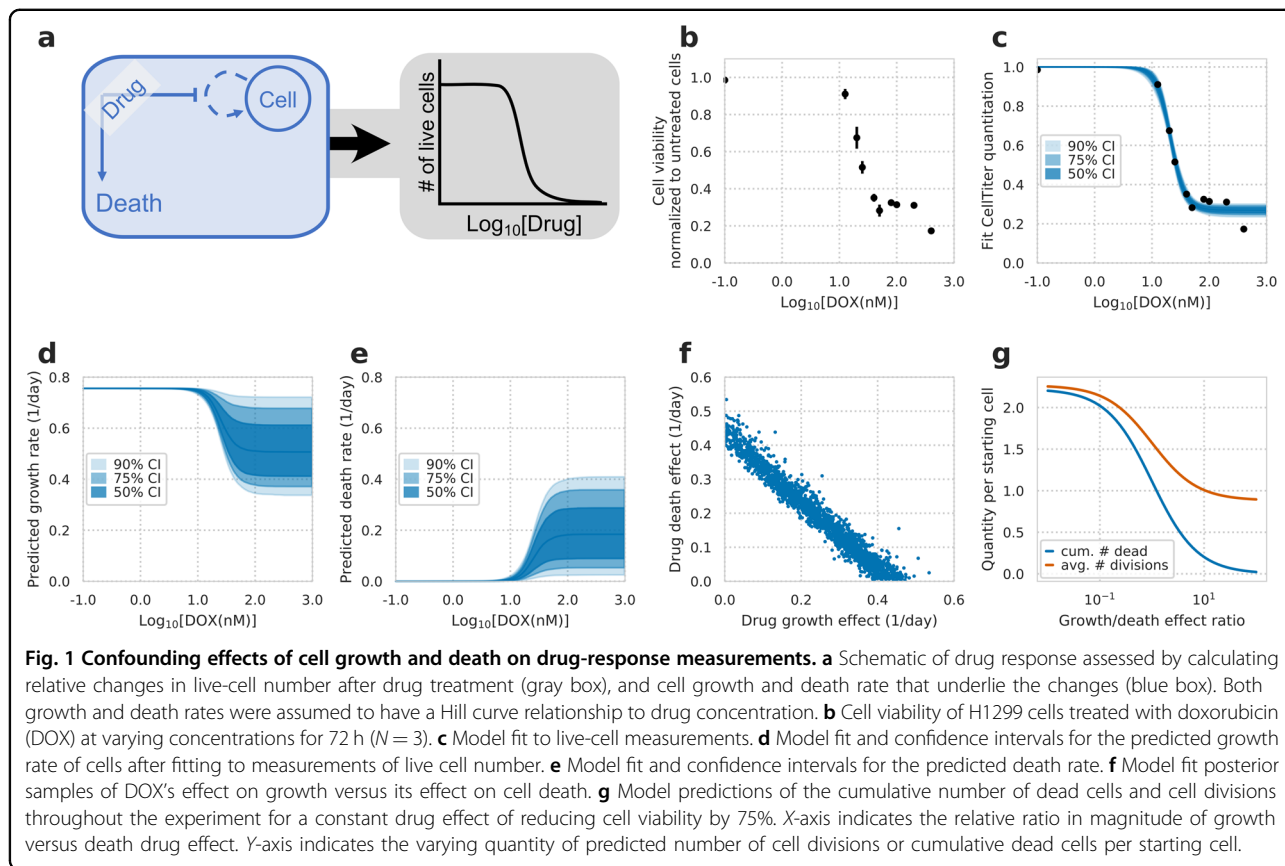 a
Drug
Cell
Death
# of live cells
Log10[Drug]
b
Cell viability
normalized to untreated cells
1.0
0.8
0.6
0.4
0.2
0.0
-1.0 0.0 1.0 2.0 3.0
Log10[DOX(nM)]
c
Fit CellTiter quantitation
1.0
0.8
0.6
0.4
0.2
0.0
90% CI
75% CI
50% CI
-1.0 0.0 1.0 2.0 3.0
Log10[DOX(nM)]
d
Predicted growth rate (1/day)
0.8
0.6
0.4
0.2
0.0
90% CI
75% CI
50% CI
-1.0 0.0 1.0 2.0 3.0
Log10[DOX(nM)]
e
Predicted death rate (1/day)
0.8
0.6
0.4
0.2
0.0
90% CI
75% CI
50% CI
-1.0 0.0 1.0 2.0 3.0
Log10[DOX(nM)]
f
Drug death effect (1/day)
0.6
0.5
0.4
0.3
0.2
0.1
0.0
0.0 0.2 0.4 0.6
Drug growth effect (1/day)
g
Quantity per starting cell
2.0
1.5
1.0
0.5
0.0
cum. # dead
avg. # divisions
10⁻¹ 10¹
Growth/death effect ratio
Fig. 1 Confounding effects of cell growth and death on drug-response measurements. a Schematic of drug response assessed by calculating
relative changes in live-cell number after drug treatment (gray box), and cell growth and death rate that underlie the changes (blue box). Both
growth and death rates were assumed to have a Hill curve relationship to drug concentration. b Cell viability of H1299 cells treated with doxorubicin
(DOX) at varying concentrations for 72 h (N = 3). c Model fit to live-cell measurements. d Model fit and confidence intervals for the predicted growth
rate of cells after fitting to measurements of live cell number. e Model fit and confidence intervals for the predicted death rate. f Model fit posterior
samples of DOX's effect on growth versus its effect on cell death. g Model predictions of the cumulative number of dead cells and cell divisions
throughout the experiment for a constant drug effect of reducing cell viability by 75%. X-axis indicates the relative ratio in magnitude of growth
versus death drug effect. Y-axis indicates the varying quantity of predicted number of cell divisions or cumulative dead cells per starting cell.